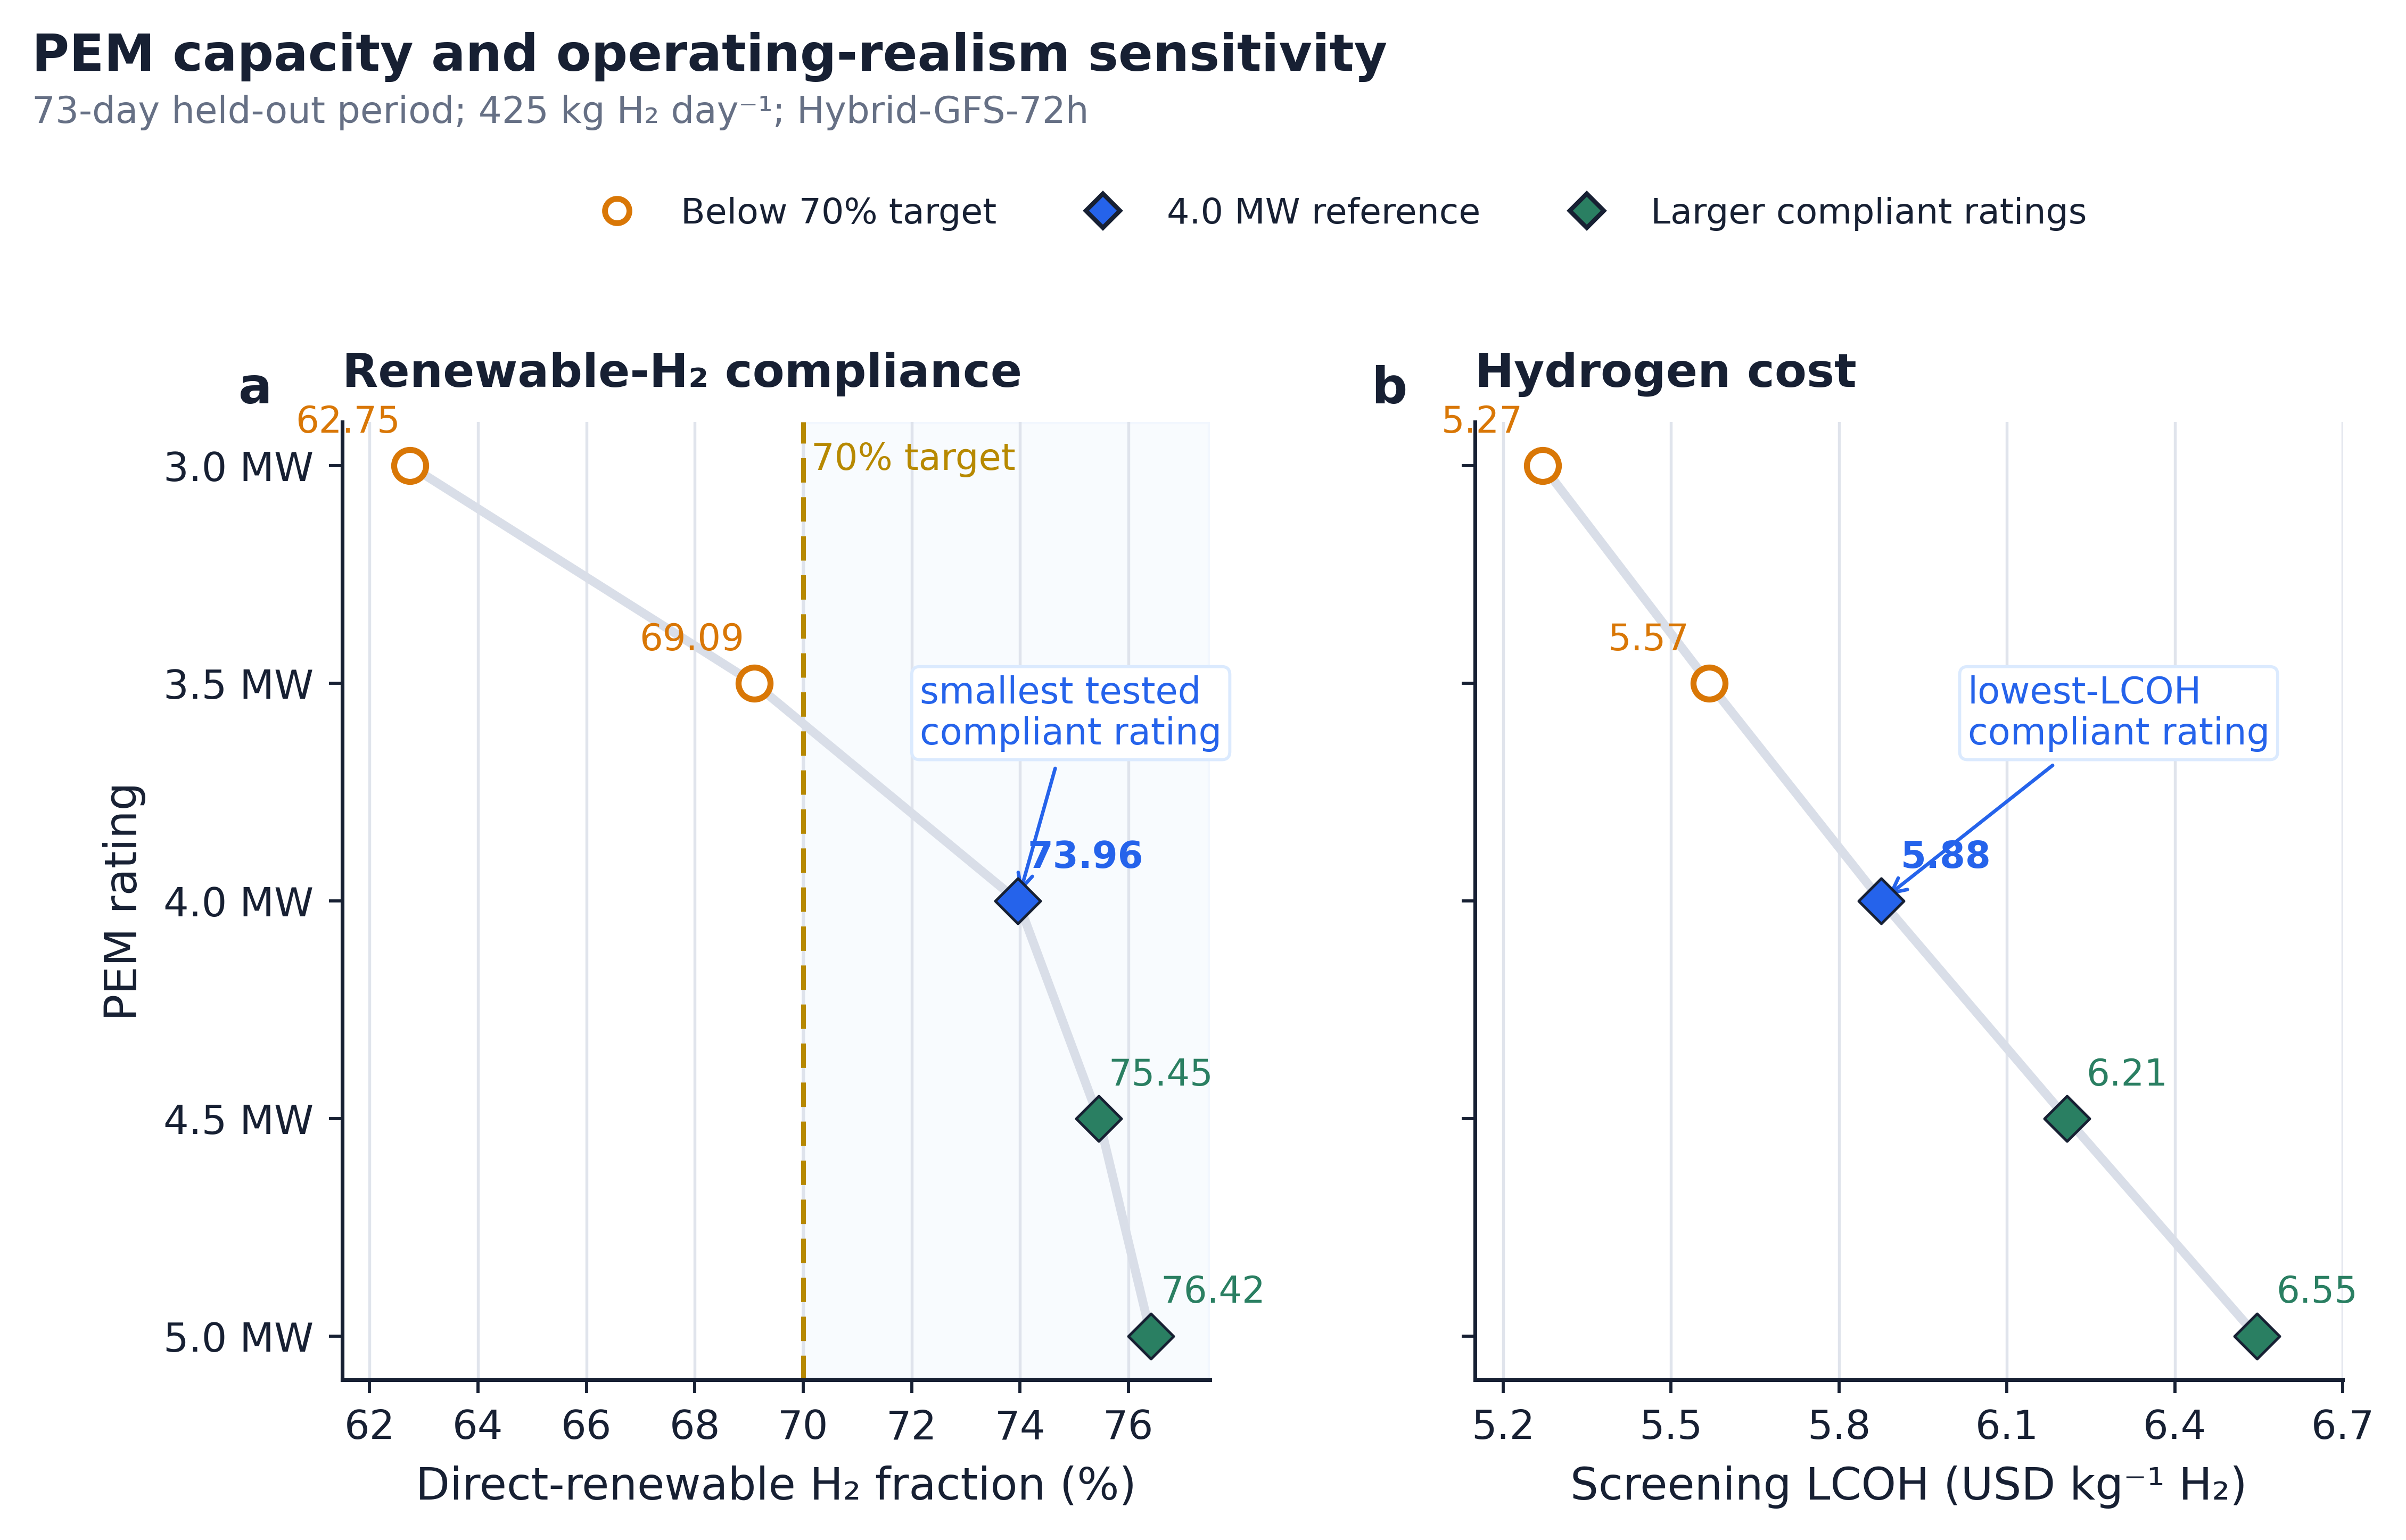 PEM capacity and operating-realism sensitivity
73-day held-out period; 425 kg H₂ day⁻¹; Hybrid-GFS-72h
Below 70% target
4.0 MW reference
Larger compliant ratings
a
Renewable-H₂ compliance
62.75
3.0 MW
70% target
69.09
3.5 MW
smallest tested
compliant rating
73.96
4.0 MW
75.45
4.5 MW
76.42
5.0 MW
PEM rating
62 64 66 68 70 72 74 76
Direct-renewable H₂ fraction (%)
b
Hydrogen cost
5.27
5.57
lowest-LCOH
compliant rating
5.88
6.21
6.55
5.2 5.5 5.8 6.1 6.4 6.7
Screening LCOH (USD kg⁻¹ H₂)